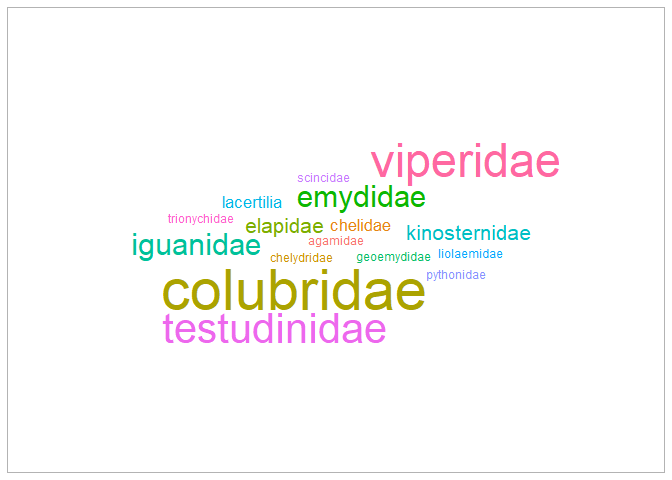 viperidae
scincidae
emydidae
lacertilia
trionychidae
elapidae
chelidae
kinosternidae
agamidae
iguanidae
chelydridae
geoemydidae
liolaemidae
pythonidae
colubridae
testudinidae